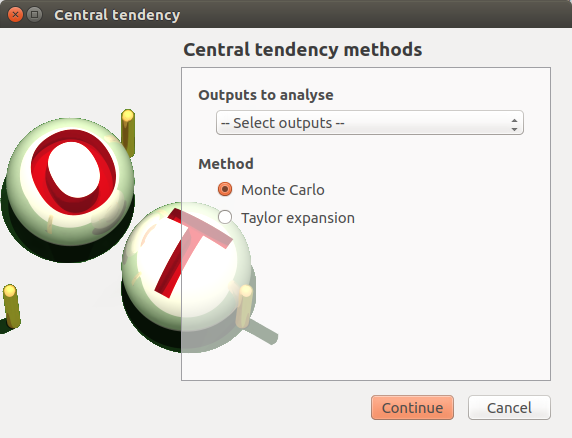 Central tendency
Central tendency methods
Outputs to analyse
-- Select outputs --
Method
Monte Carlo
Taylor expansion
O
T
Continue
Cancel